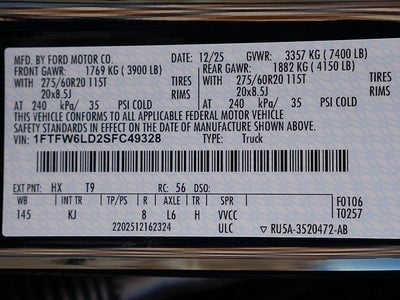 MFD. BY FORD MOTOR CO. 12/25 GVWR: 3357 KG (7400 LB)
FRONT GAWR: 1769 KG (3900 LB) REAR GAWR: 1882 KG (4150 LB)
WITH 275/60R20 115T TIRES WITH 275/60R20 115T TIRES
20x8.5J RIMS 20x8.5J RIMS
AT 240 kPa/ 35 PSI COLD AT 240 kPa/ 35 PSI COLD
THIS VEHICLE CONFORMS TO ALL APPLICABLE FEDERAL MOTOR VEHICLE
SAFETY STANDARDS IN EFFECT ON THE DATE OF MANUFACTURE SHOWN ABOVE.
VIN: 1FTFW6LD2SFC49328 TYPE: Truck
EXT PNT: HX T9 RC: 56 DSO:
WB INT TR TP/PS R AXLE TR SPR F0106
145 KJ 8 L6 H VVCC T0257
2202512162324 ULC ▽ RU5A-3520472-AB